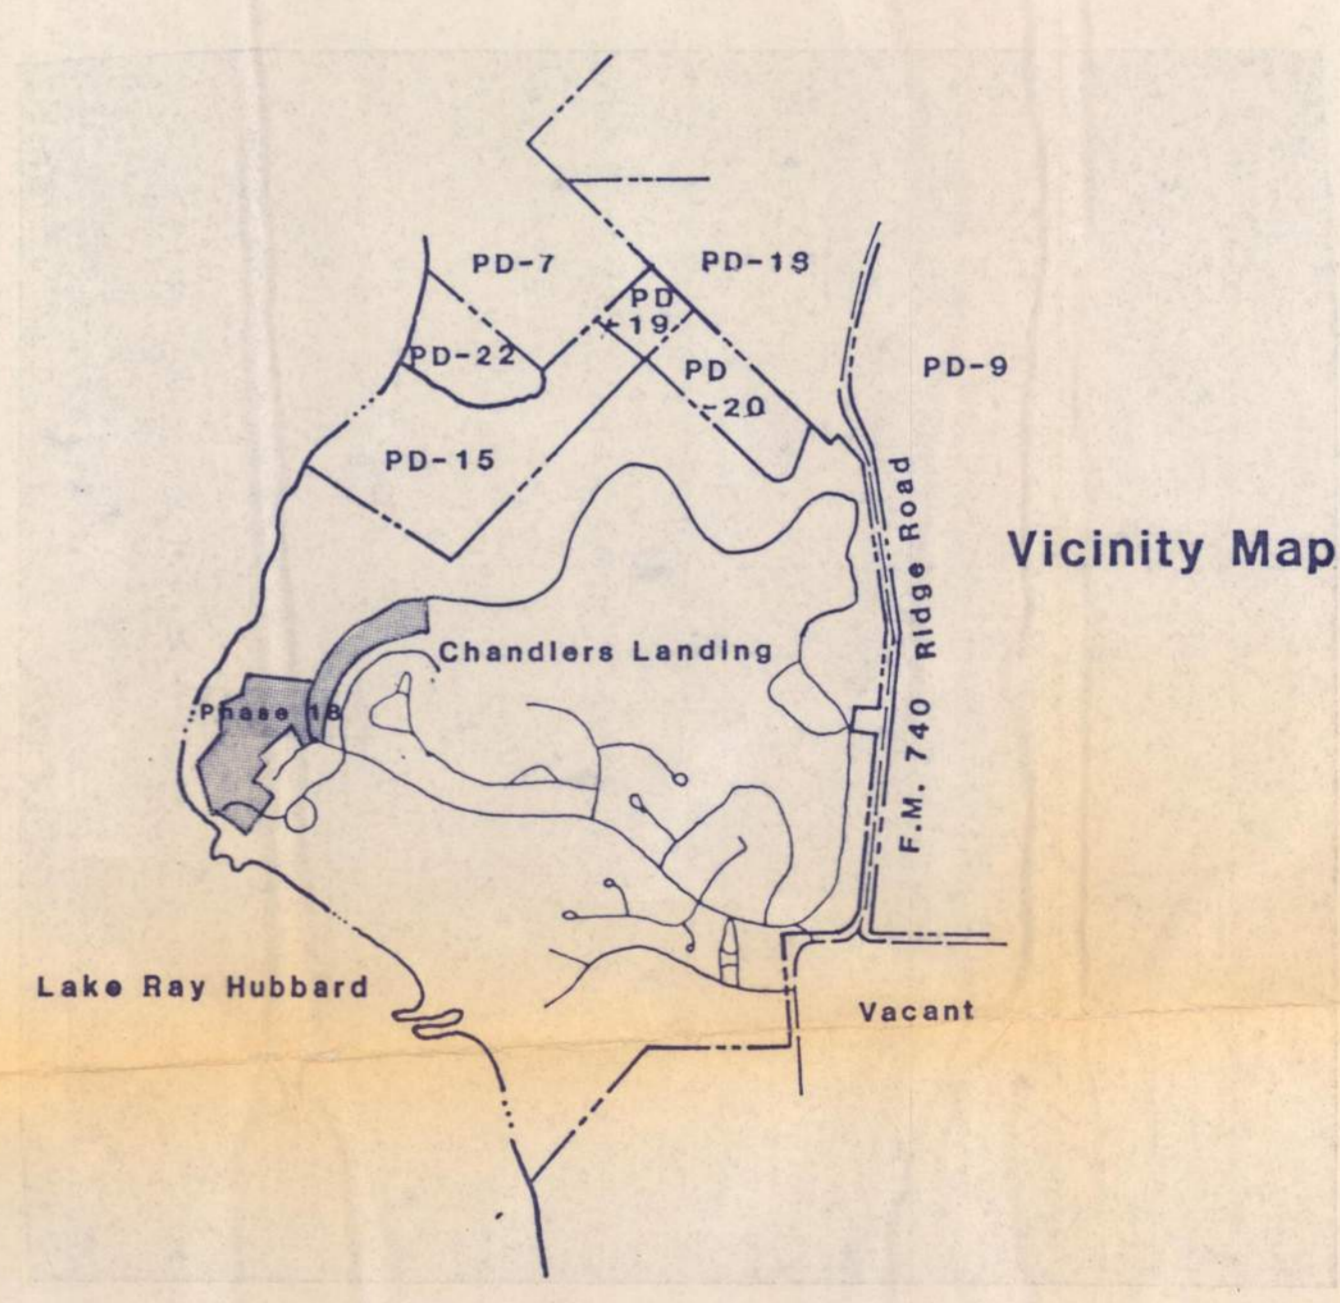 PD-7
PD-18
PD
-19
PD-22
PD
-20
PD-9
PD-15
Vicinity Map
F.M. 740 Ridge Road
Chandlers Landing
Phase 18
Lake Ray Hubbard
Vacant